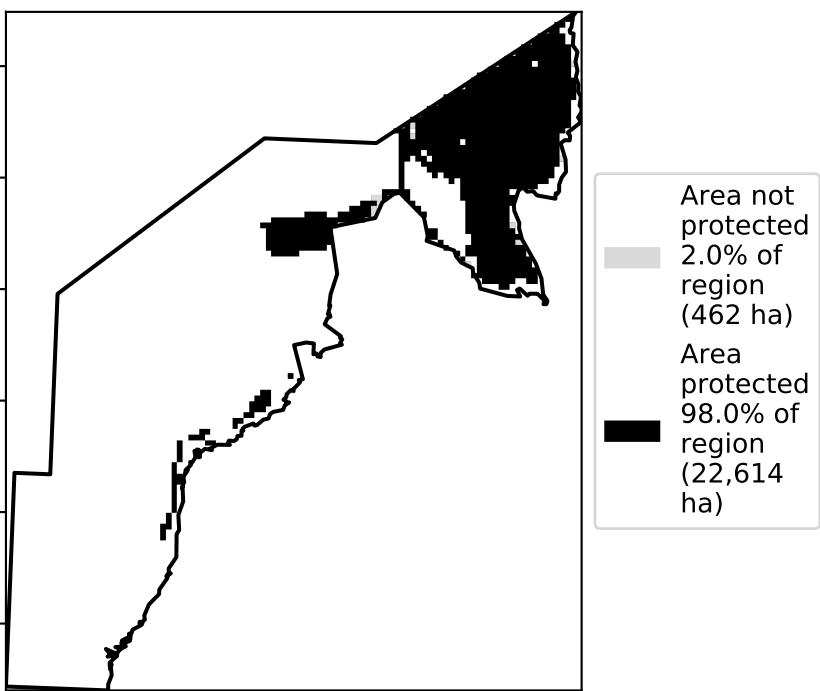 Area not
protected
2.0% of
region
(462 ha)
Area
protected
98.0% of
region
(22,614
ha)